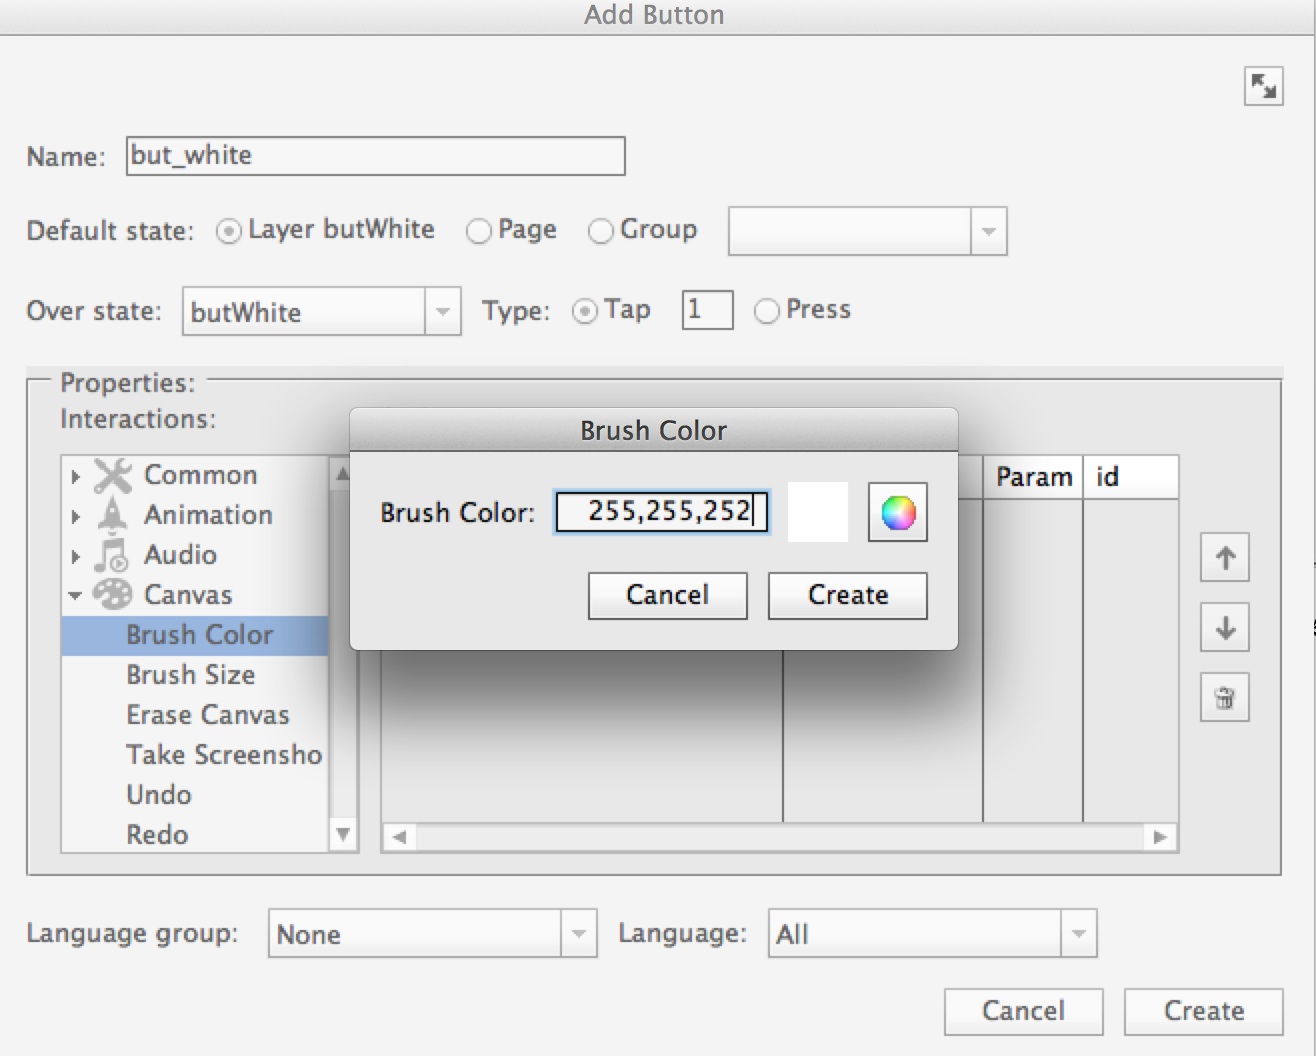 Add Button
Name: but_white
Default state: Layer butWhite Page Group
Over state: butWhite Type: Tap 1 Press
Properties:
Interactions:
Brush Color
Common
Animation
Audio
Canvas
Brush Color
Brush Size
Erase Canvas
Take Screensho
Undo
Redo
Brush Color: 255,255,252
Cancel Create
Param id
Language group: None Language: All
Cancel Create